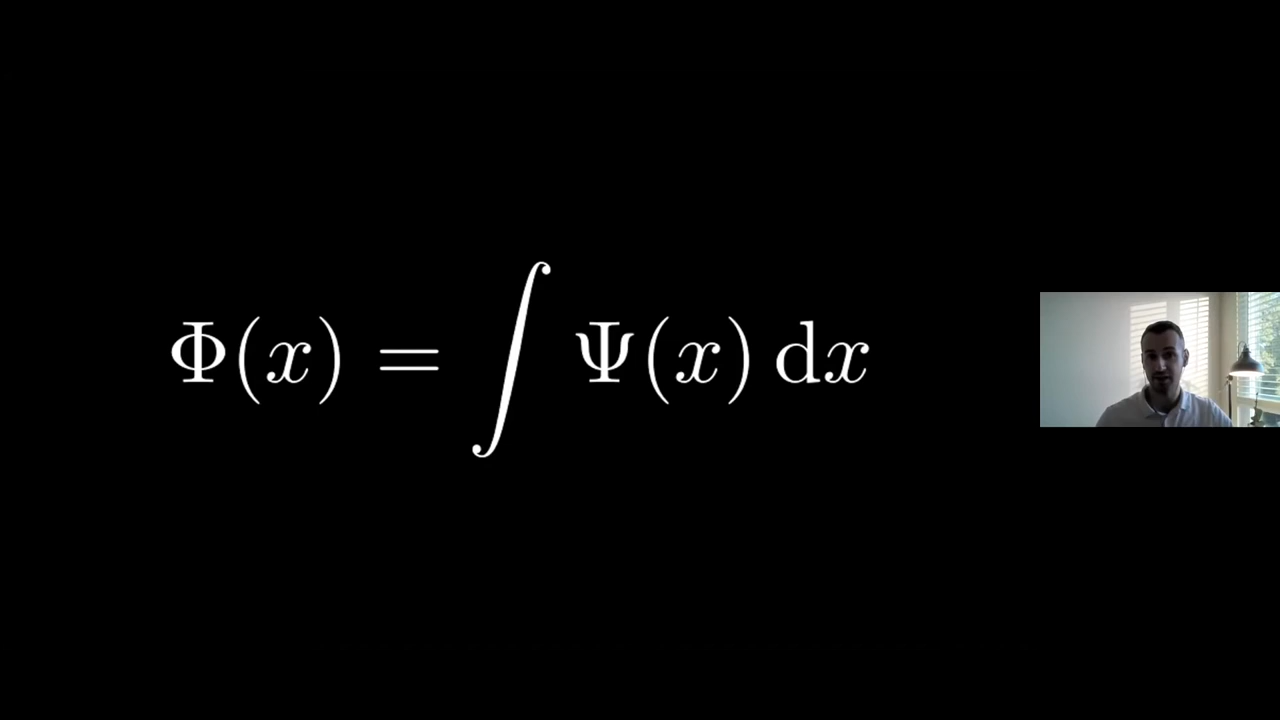 Φ(x) = ∫ Ψ(x) dx